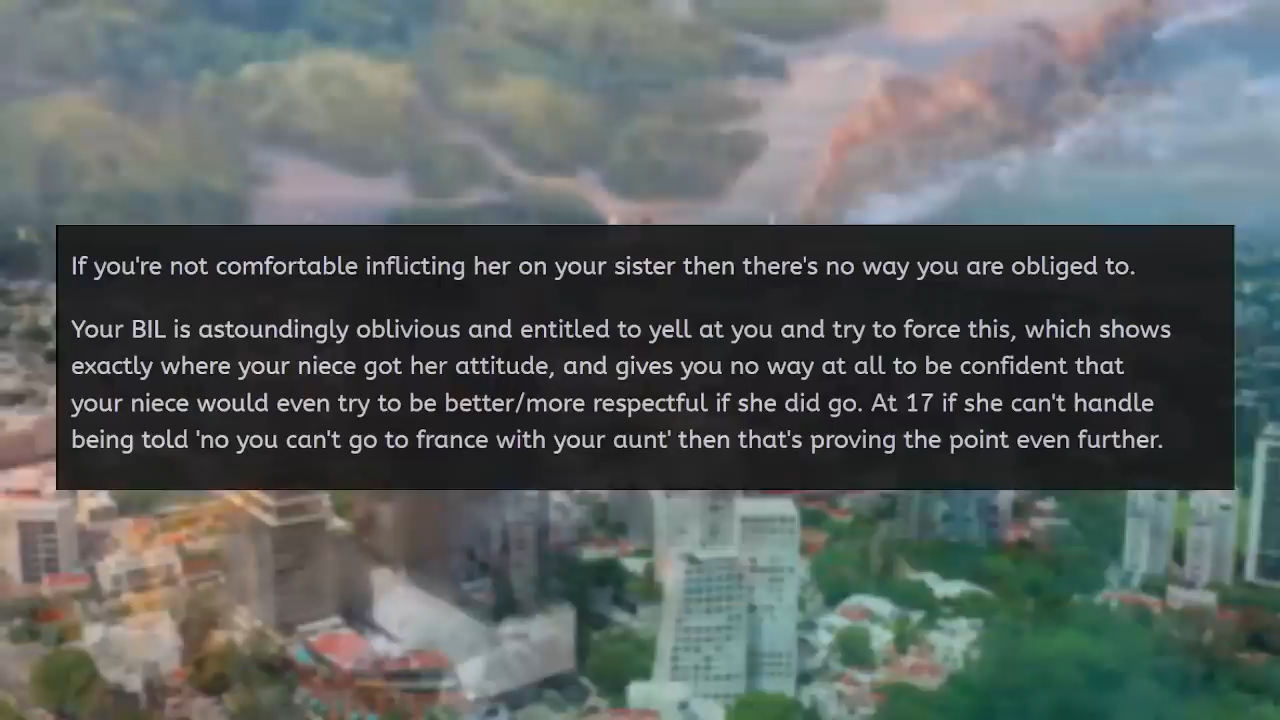 If you're not comfortable inflicting her on your sister then there's no way you are obliged to.
Your BIL is astoundingly oblivious and entitled to yell at you and try to force this, which shows
exactly where your niece got her attitude, and gives you no way at all to be confident that
your niece would even try to be better/more respectful if she did go. At 17 if she can't handle
being told 'no you can't go to france with your aunt' then that's proving the point even further.